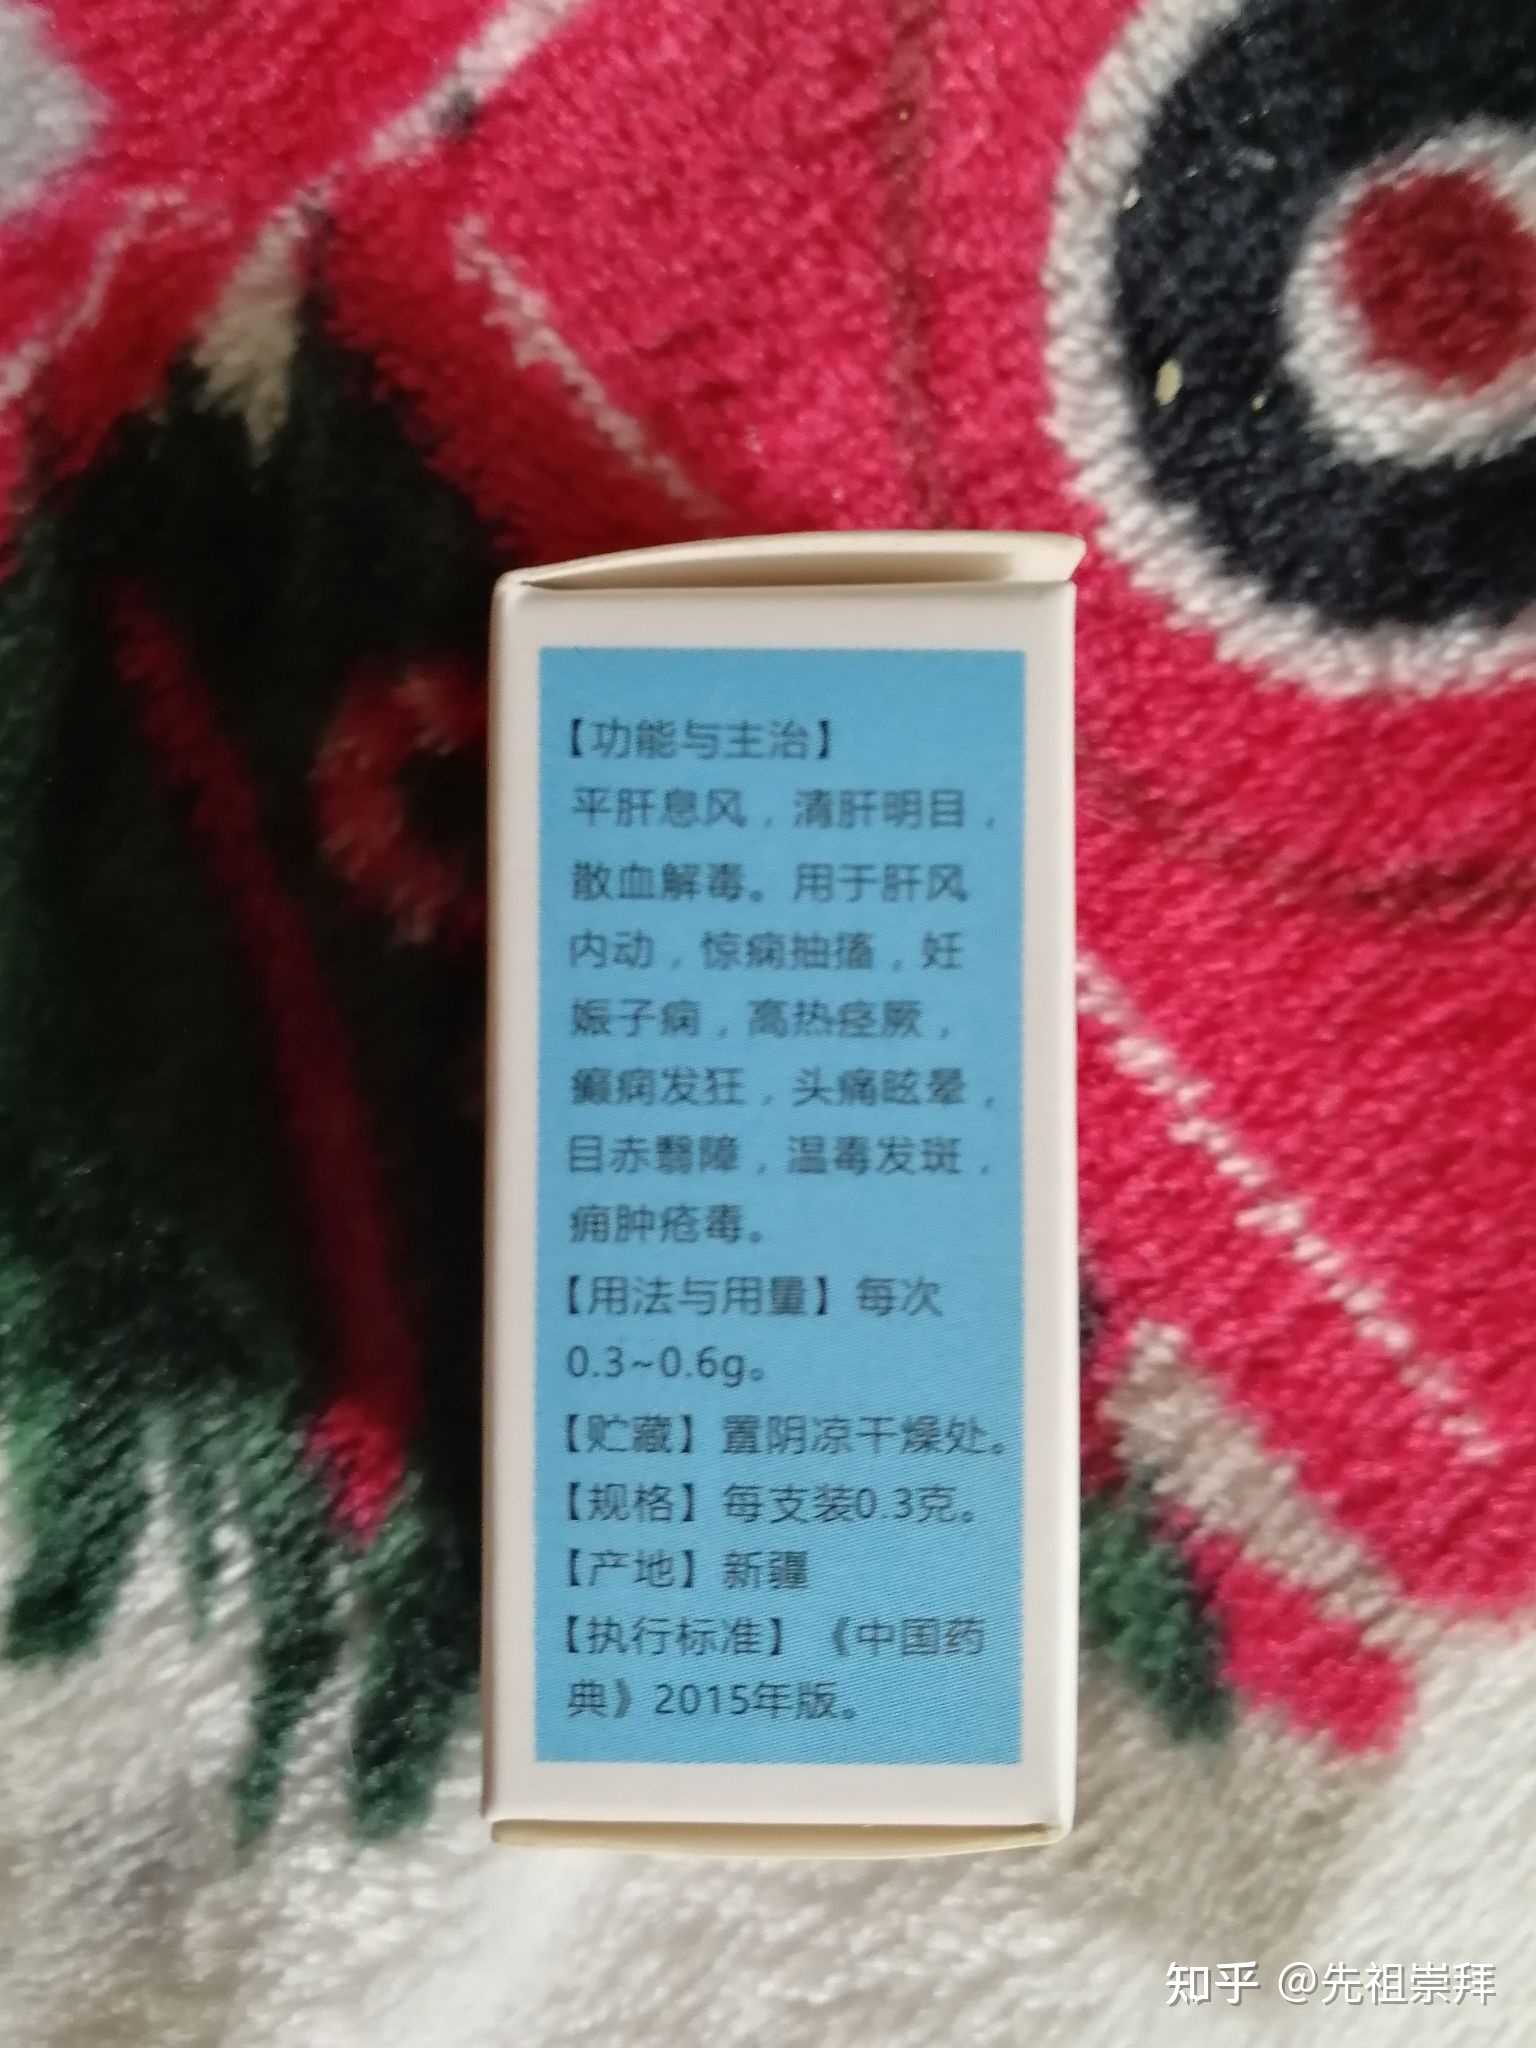 【功能与主治】
平肝息风，清肝明目，
散血解毒。用于肝风
内动，惊痫抽搐，妊
娠子痫，高热痉厥，
癫痫发狂，头痛眩晕，
目赤翳障，温毒发斑，
痈肿疮毒。
【用法与用量】每次
0.3~0.6g。
【贮藏】置阴凉干燥处。
【规格】每支装0.3克。
【产地】新疆
【执行标准】《中国药
典》2015年版。
知乎 @先祖崇拜